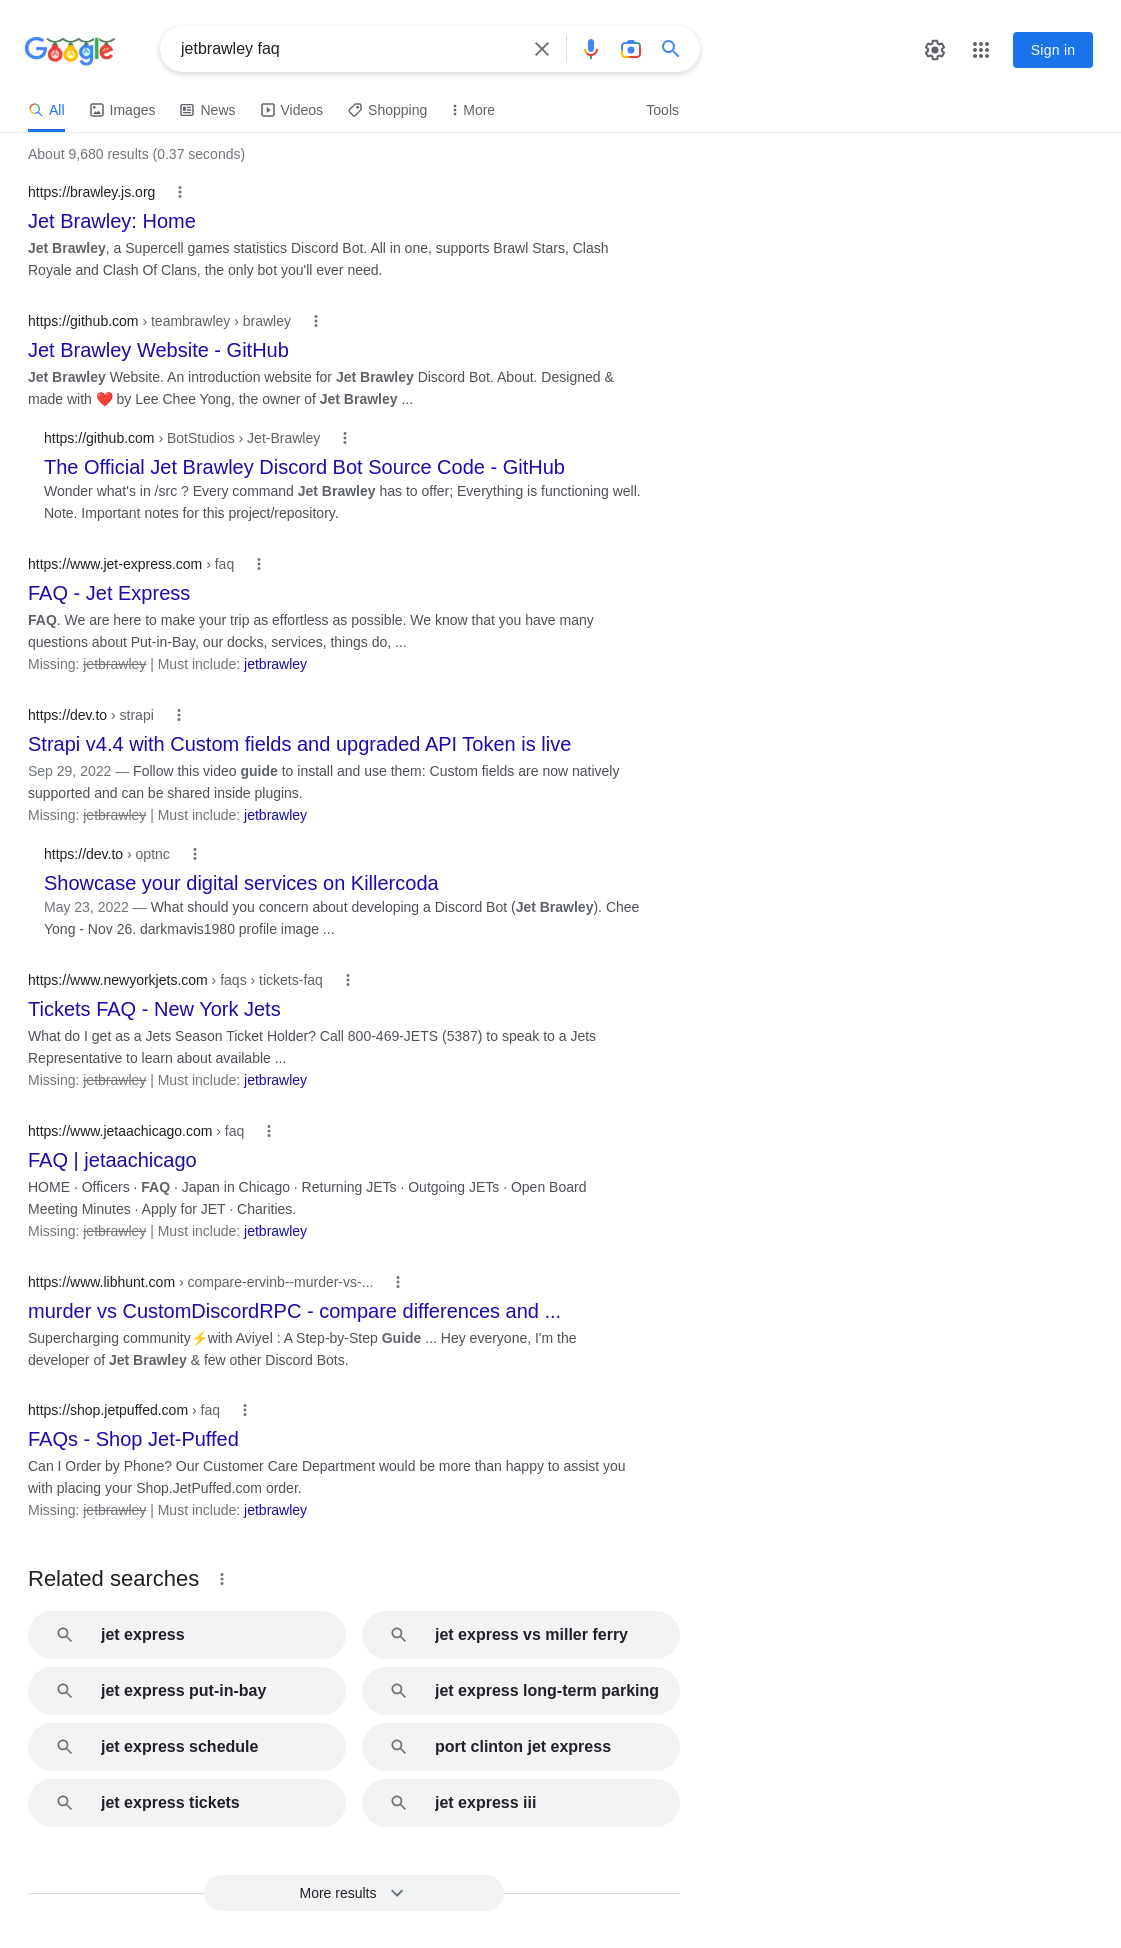 Google
jetbrawley faq
Sign in
All
Images
News
Videos
Shopping
More
Tools
About 9,680 results (0.37 seconds)
https://brawley.js.org
Jet Brawley: Home
Jet Brawley, a Supercell games statistics Discord Bot. All in one, supports Brawl Stars, Clash
Royale and Clash Of Clans, the only bot you'll ever need.
https://github.com › teambrawley › brawley
Jet Brawley Website - GitHub
Jet Brawley Website. An introduction website for Jet Brawley Discord Bot. About. Designed &
made with ❤️ by Lee Chee Yong, the owner of Jet Brawley ...
https://github.com › BotStudios › Jet-Brawley
The Official Jet Brawley Discord Bot Source Code - GitHub
Wonder what's in /src ? Every command Jet Brawley has to offer; Everything is functioning well.
Note. Important notes for this project/repository.
https://www.jet-express.com › faq
FAQ - Jet Express
FAQ. We are here to make your trip as effortless as possible. We know that you have many
questions about Put-in-Bay, our docks, services, things do, ...
Missing: jetbrawley | Must include: jetbrawley
https://dev.to › strapi
Strapi v4.4 with Custom fields and upgraded API Token is live
Sep 29, 2022 — Follow this video guide to install and use them: Custom fields are now natively
supported and can be shared inside plugins.
Missing: jetbrawley | Must include: jetbrawley
https://dev.to › optnc
Showcase your digital services on Killercoda
May 23, 2022 — What should you concern about developing a Discord Bot (Jet Brawley). Chee
Yong - Nov 26. darkmavis1980 profile image ...
https://www.newyorkjets.com › faqs › tickets-faq
Tickets FAQ - New York Jets
What do I get as a Jets Season Ticket Holder? Call 800-469-JETS (5387) to speak to a Jets
Representative to learn about available ...
Missing: jetbrawley | Must include: jetbrawley
https://www.jetaachicago.com › faq
FAQ | jetaachicago
HOME · Officers · FAQ · Japan in Chicago · Returning JETs · Outgoing JETs · Open Board
Meeting Minutes · Apply for JET · Charities.
Missing: jetbrawley | Must include: jetbrawley
https://www.libhunt.com › compare-ervinb--murder-vs-...
murder vs CustomDiscordRPC - compare differences and ...
Supercharging community⚡with Aviyel : A Step-by-Step Guide ... Hey everyone, I'm the
developer of Jet Brawley & few other Discord Bots.
https://shop.jetpuffed.com › faq
FAQs - Shop Jet-Puffed
Can I Order by Phone? Our Customer Care Department would be more than happy to assist you
with placing your Shop.JetPuffed.com order.
Missing: jetbrawley | Must include: jetbrawley
Related searches
jet express
jet express vs miller ferry
jet express put-in-bay
jet express long-term parking
jet express schedule
port clinton jet express
jet express tickets
jet express iii
More results